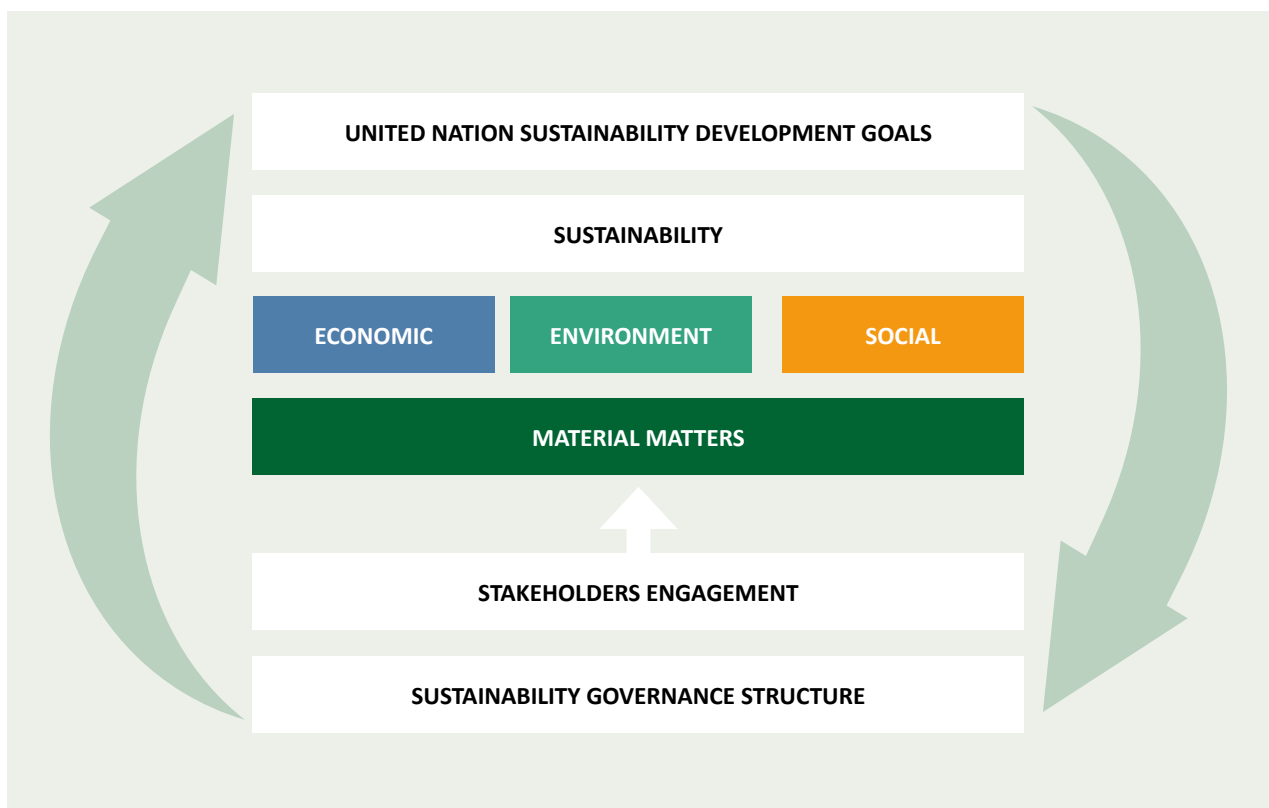 UNITED NATION SUSTAINABILITY DEVELOPMENT GOALS
SUSTAINABILITY
ECONOMIC
ENVIRONMENT
SOCIAL
MATERIAL MATTERS
STAKEHOLDERS ENGAGEMENT
SUSTAINABILITY GOVERNANCE STRUCTURE